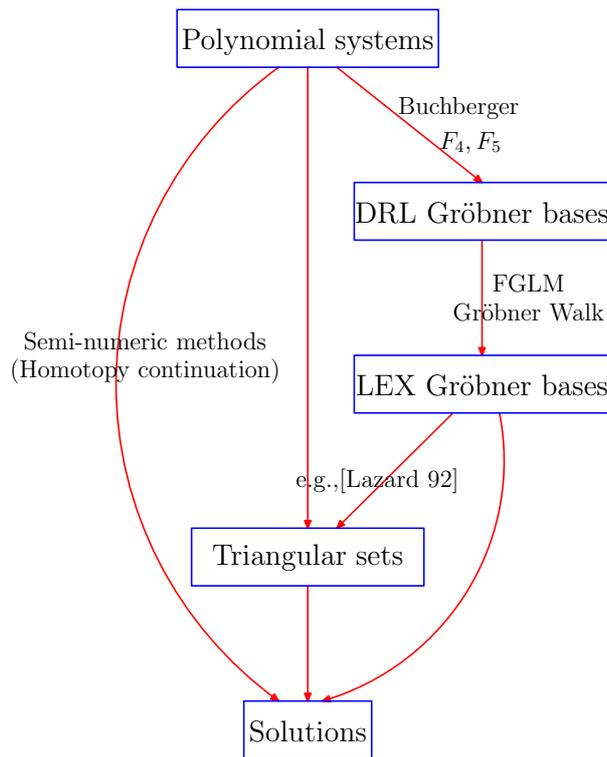 Polynomial systems
Buchberger
F₄, F₅
DRL Gröbner bases
FGLM
Gröbner Walk
Semi-numeric methods
(Homotopy continuation)
LEX Gröbner bases
e.g.,[Lazard 92]
Triangular sets
Solutions